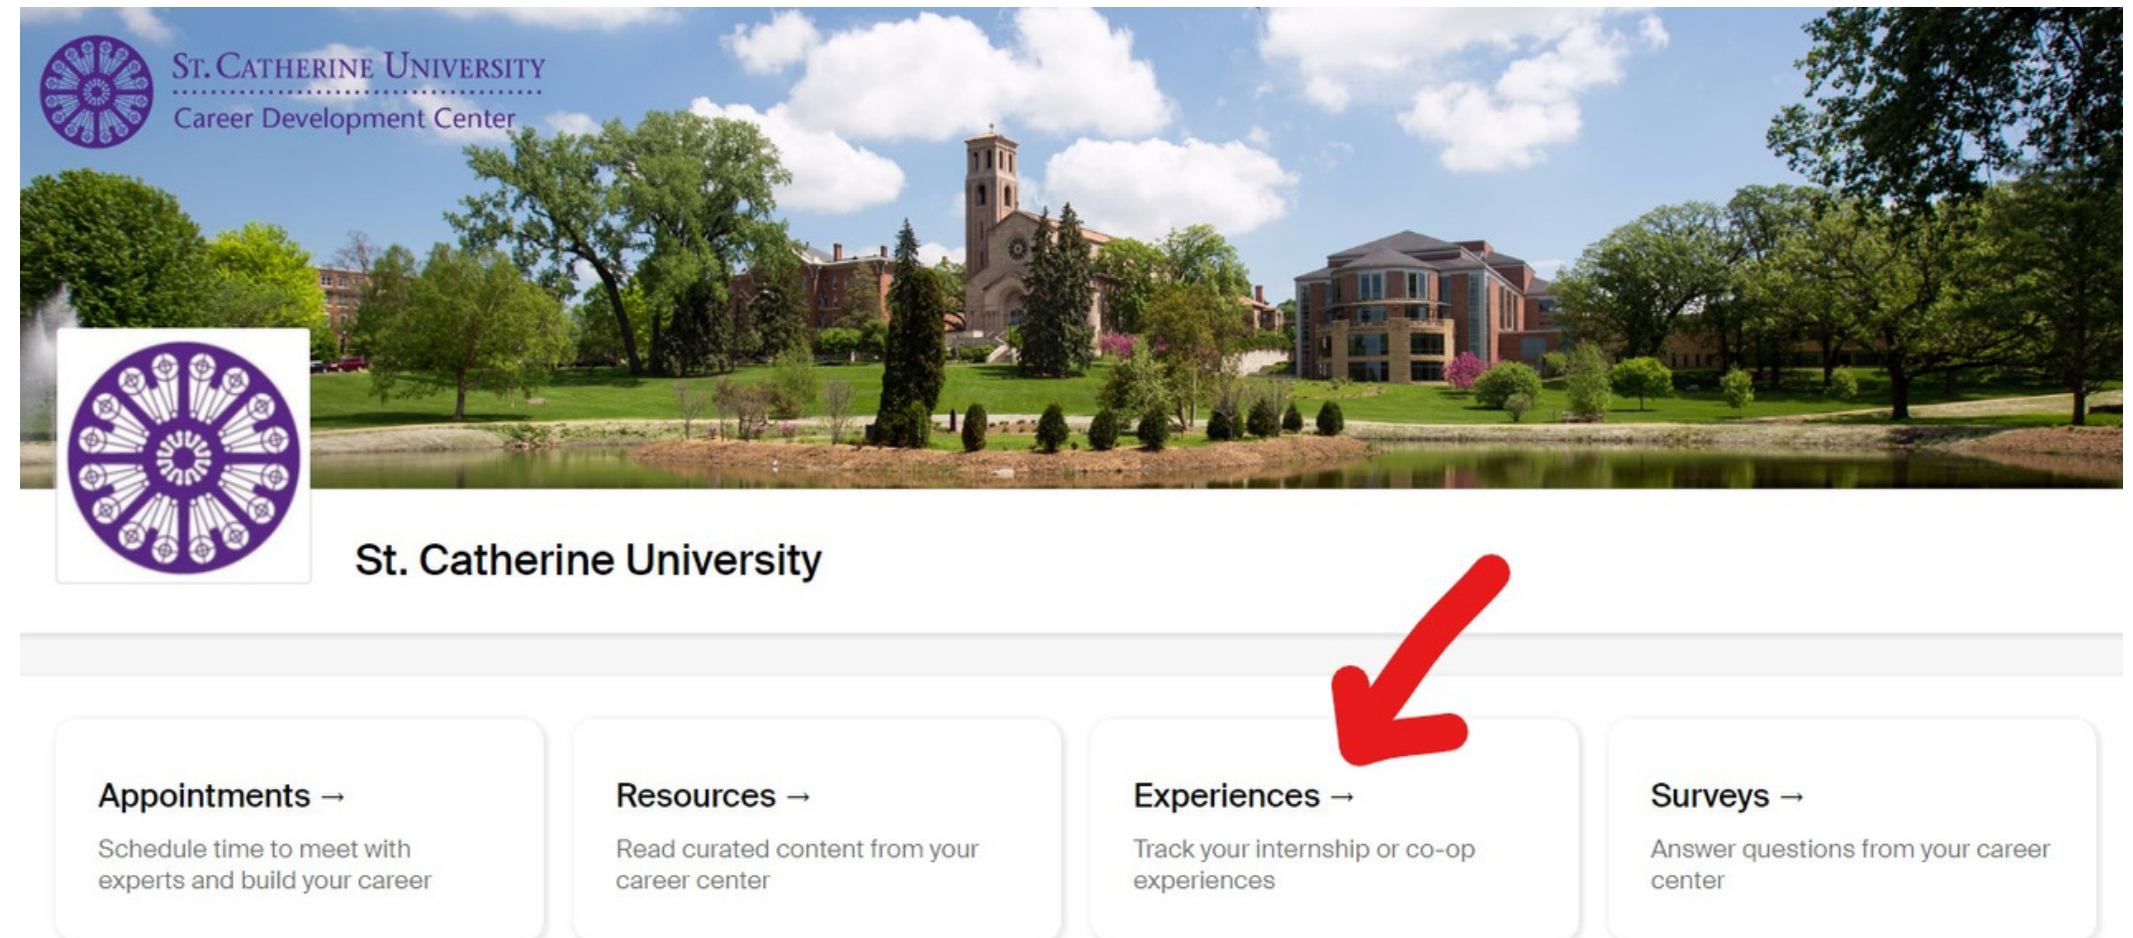 ST. CATHERINE UNIVERSITY
Career Development Center
St. Catherine University
Appointments →
Schedule time to meet with
experts and build your career
Resources →
Read curated content from your
career center
Experiences →
Track your internship or co-op
experiences
Surveys →
Answer questions from your career
center